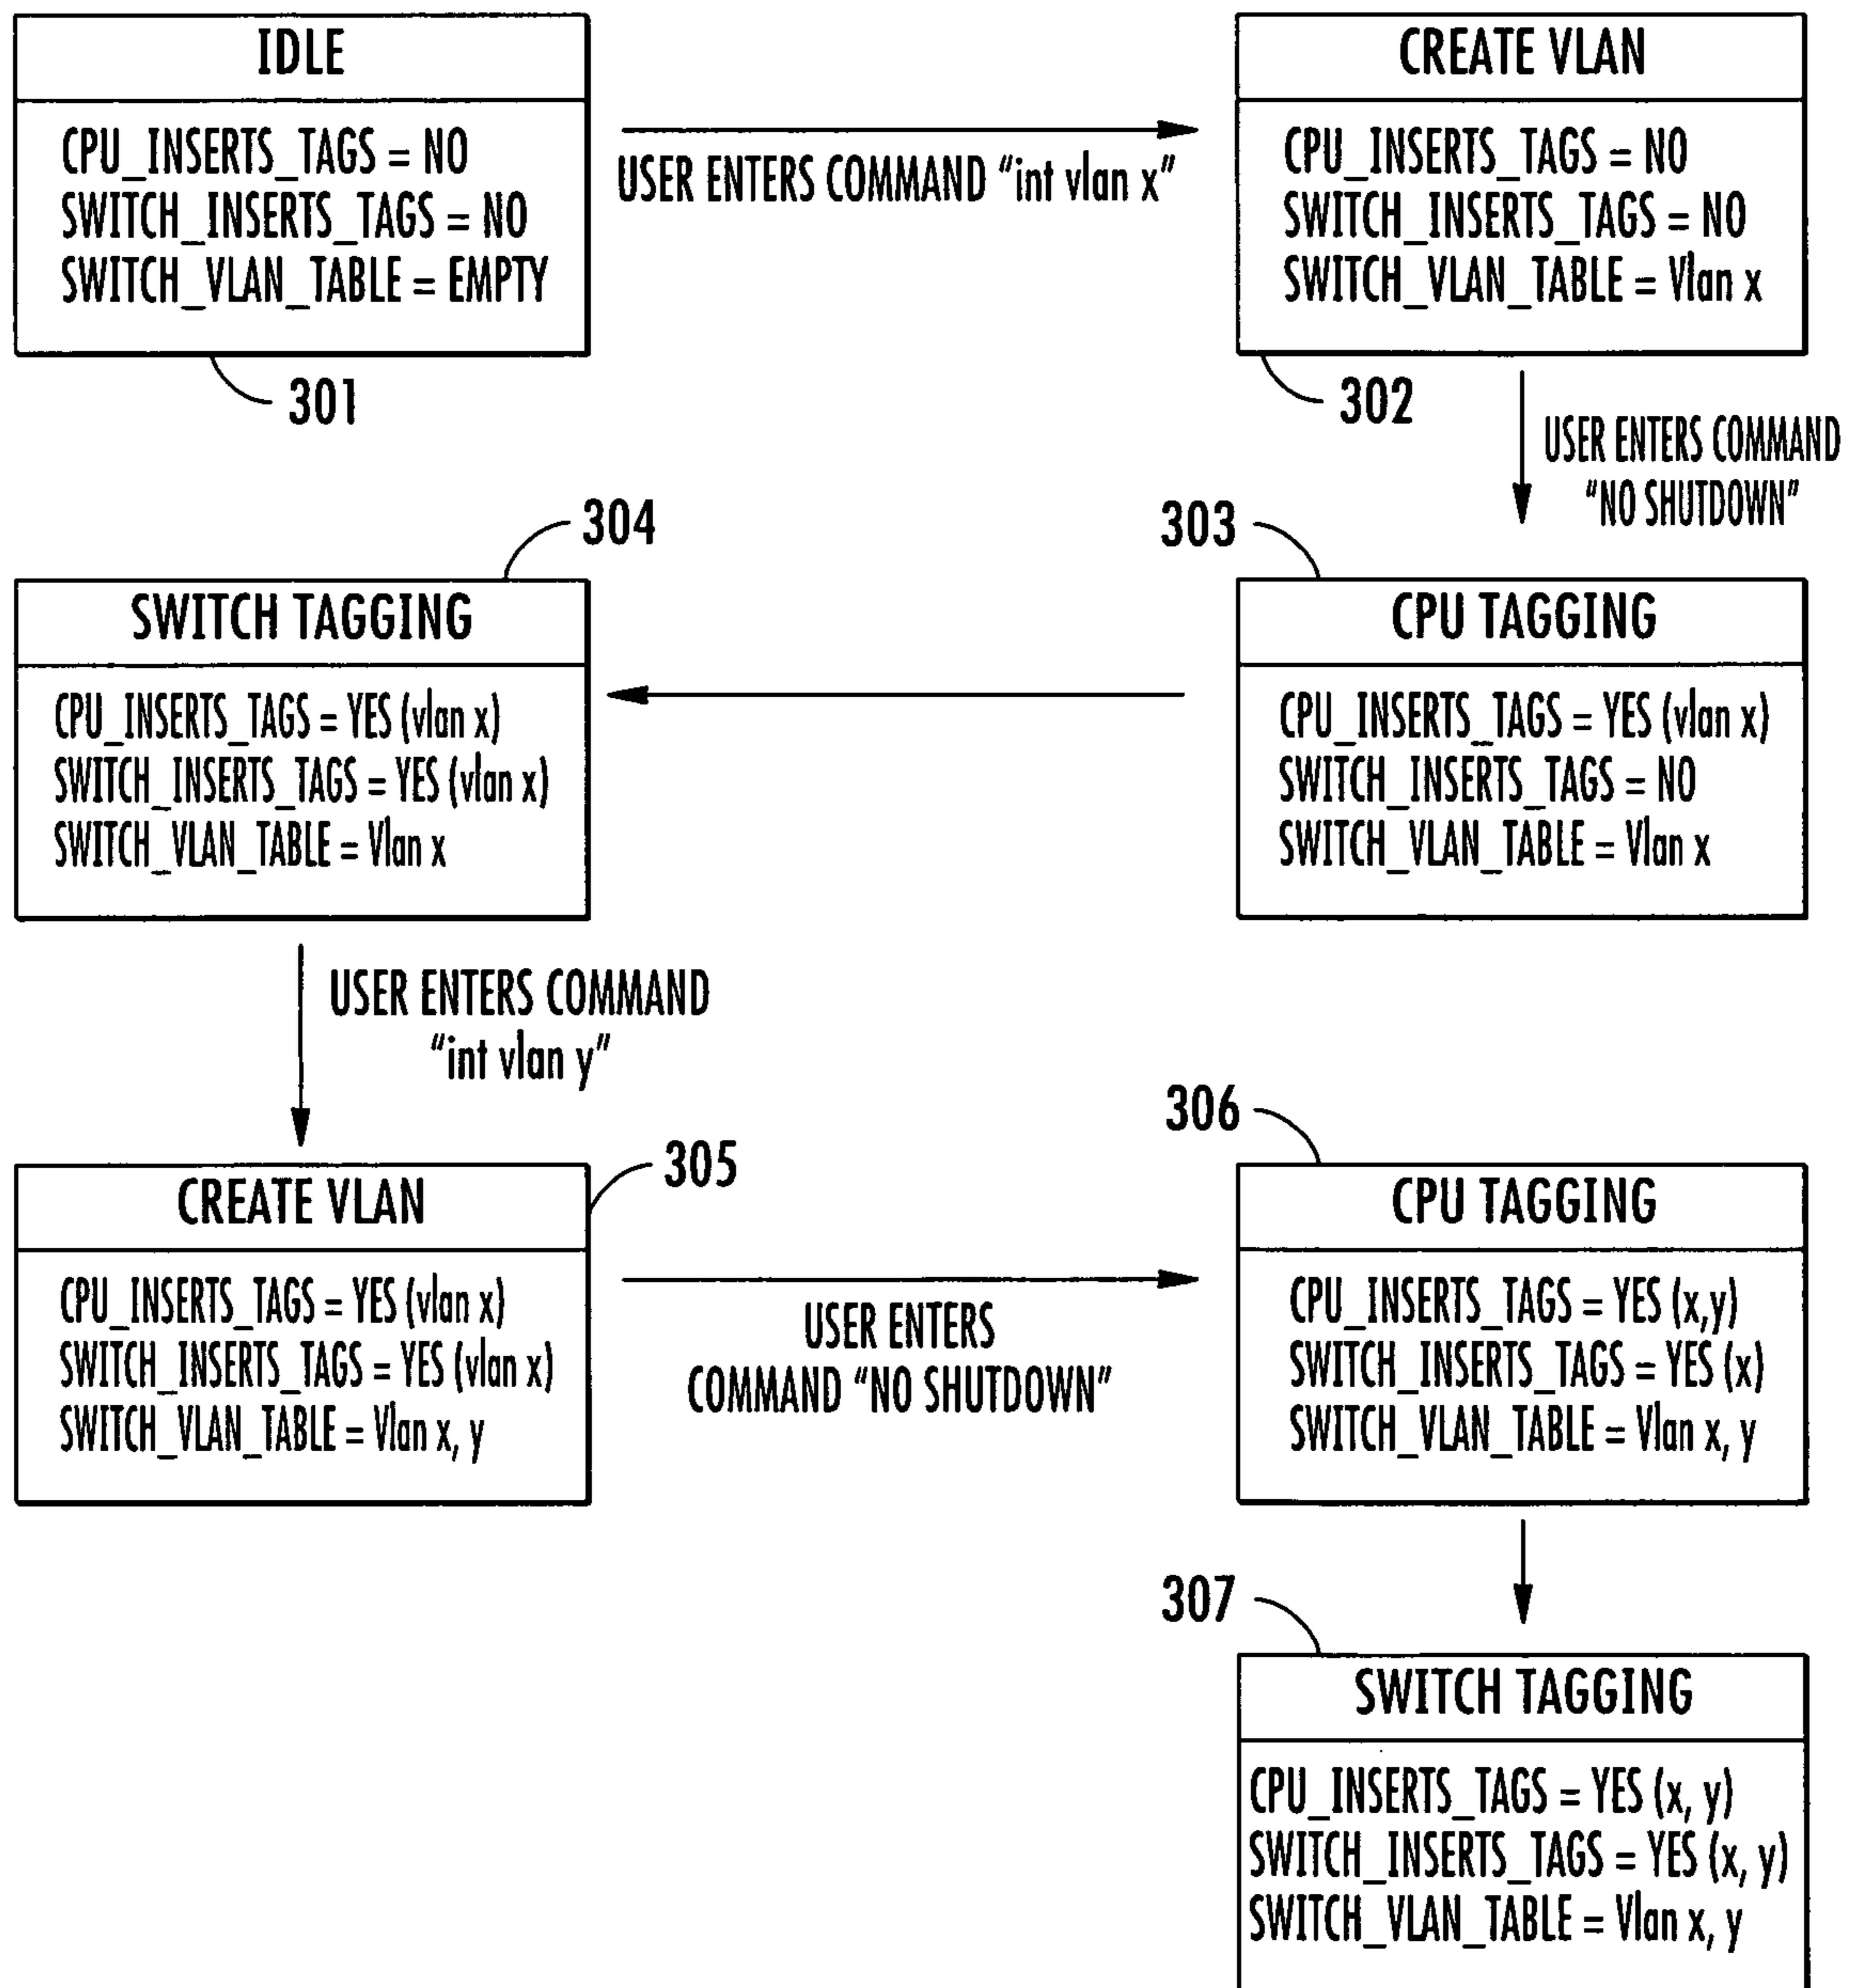 IDLE
CPU_INSERTS_TAGS = NO
SWITCH_INSERTS_TAGS = NO
SWITCH_VLAN_TABLE = EMPTY
301
USER ENTERS COMMAND "int vlan x"
CREATE VLAN
CPU_INSERTS_TAGS = NO
SWITCH_INSERTS_TAGS = NO
SWITCH_VLAN_TABLE = Vlan x
302
USER ENTERS COMMAND
"NO SHUTDOWN"
303
CPU TAGGING
CPU_INSERTS_TAGS = YES (vlan x)
SWITCH_INSERTS_TAGS = NO
SWITCH_VLAN_TABLE = Vlan x
304
SWITCH TAGGING
CPU_INSERTS_TAGS = YES (vlan x)
SWITCH_INSERTS_TAGS = YES (vlan x)
SWITCH_VLAN_TABLE = Vlan x
USER ENTERS COMMAND
"int vlan y"
305
CREATE VLAN
CPU_INSERTS_TAGS = YES (vlan x)
SWITCH_INSERTS_TAGS = YES (vlan x)
SWITCH_VLAN_TABLE = Vlan x, y
USER ENTERS
COMMAND "NO SHUTDOWN"
306
CPU TAGGING
CPU_INSERTS_TAGS = YES (x,y)
SWITCH_INSERTS_TAGS = YES (x)
SWITCH_VLAN_TABLE = Vlan x, y
307
SWITCH TAGGING
CPU_INSERTS_TAGS = YES (x, y)
SWITCH_INSERTS_TAGS = YES (x, y)
SWITCH_VLAN_TABLE = Vlan x, y